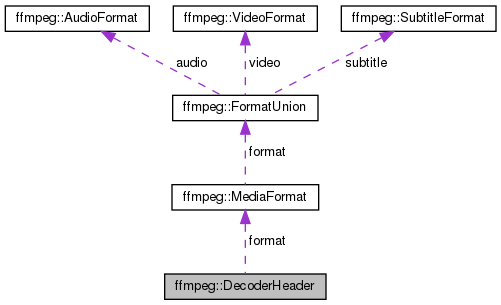 ffmpeg::AudioFormat
ffmpeg::VideoFormat
ffmpeg::SubtitleFormat
audio
video
subtitle
ffmpeg::FormatUnion
format
ffmpeg::MediaFormat
format
ffmpeg::DecoderHeader